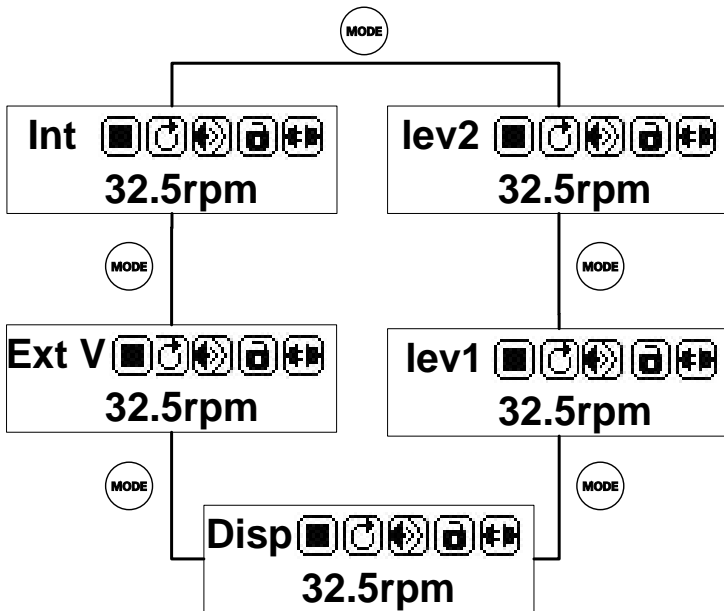 MODE
Int
32.5rpm
lev2
32.5rpm
MODE
MODE
Ext V
32.5rpm
lev1
32.5rpm
MODE
MODE
Disp
32.5rpm